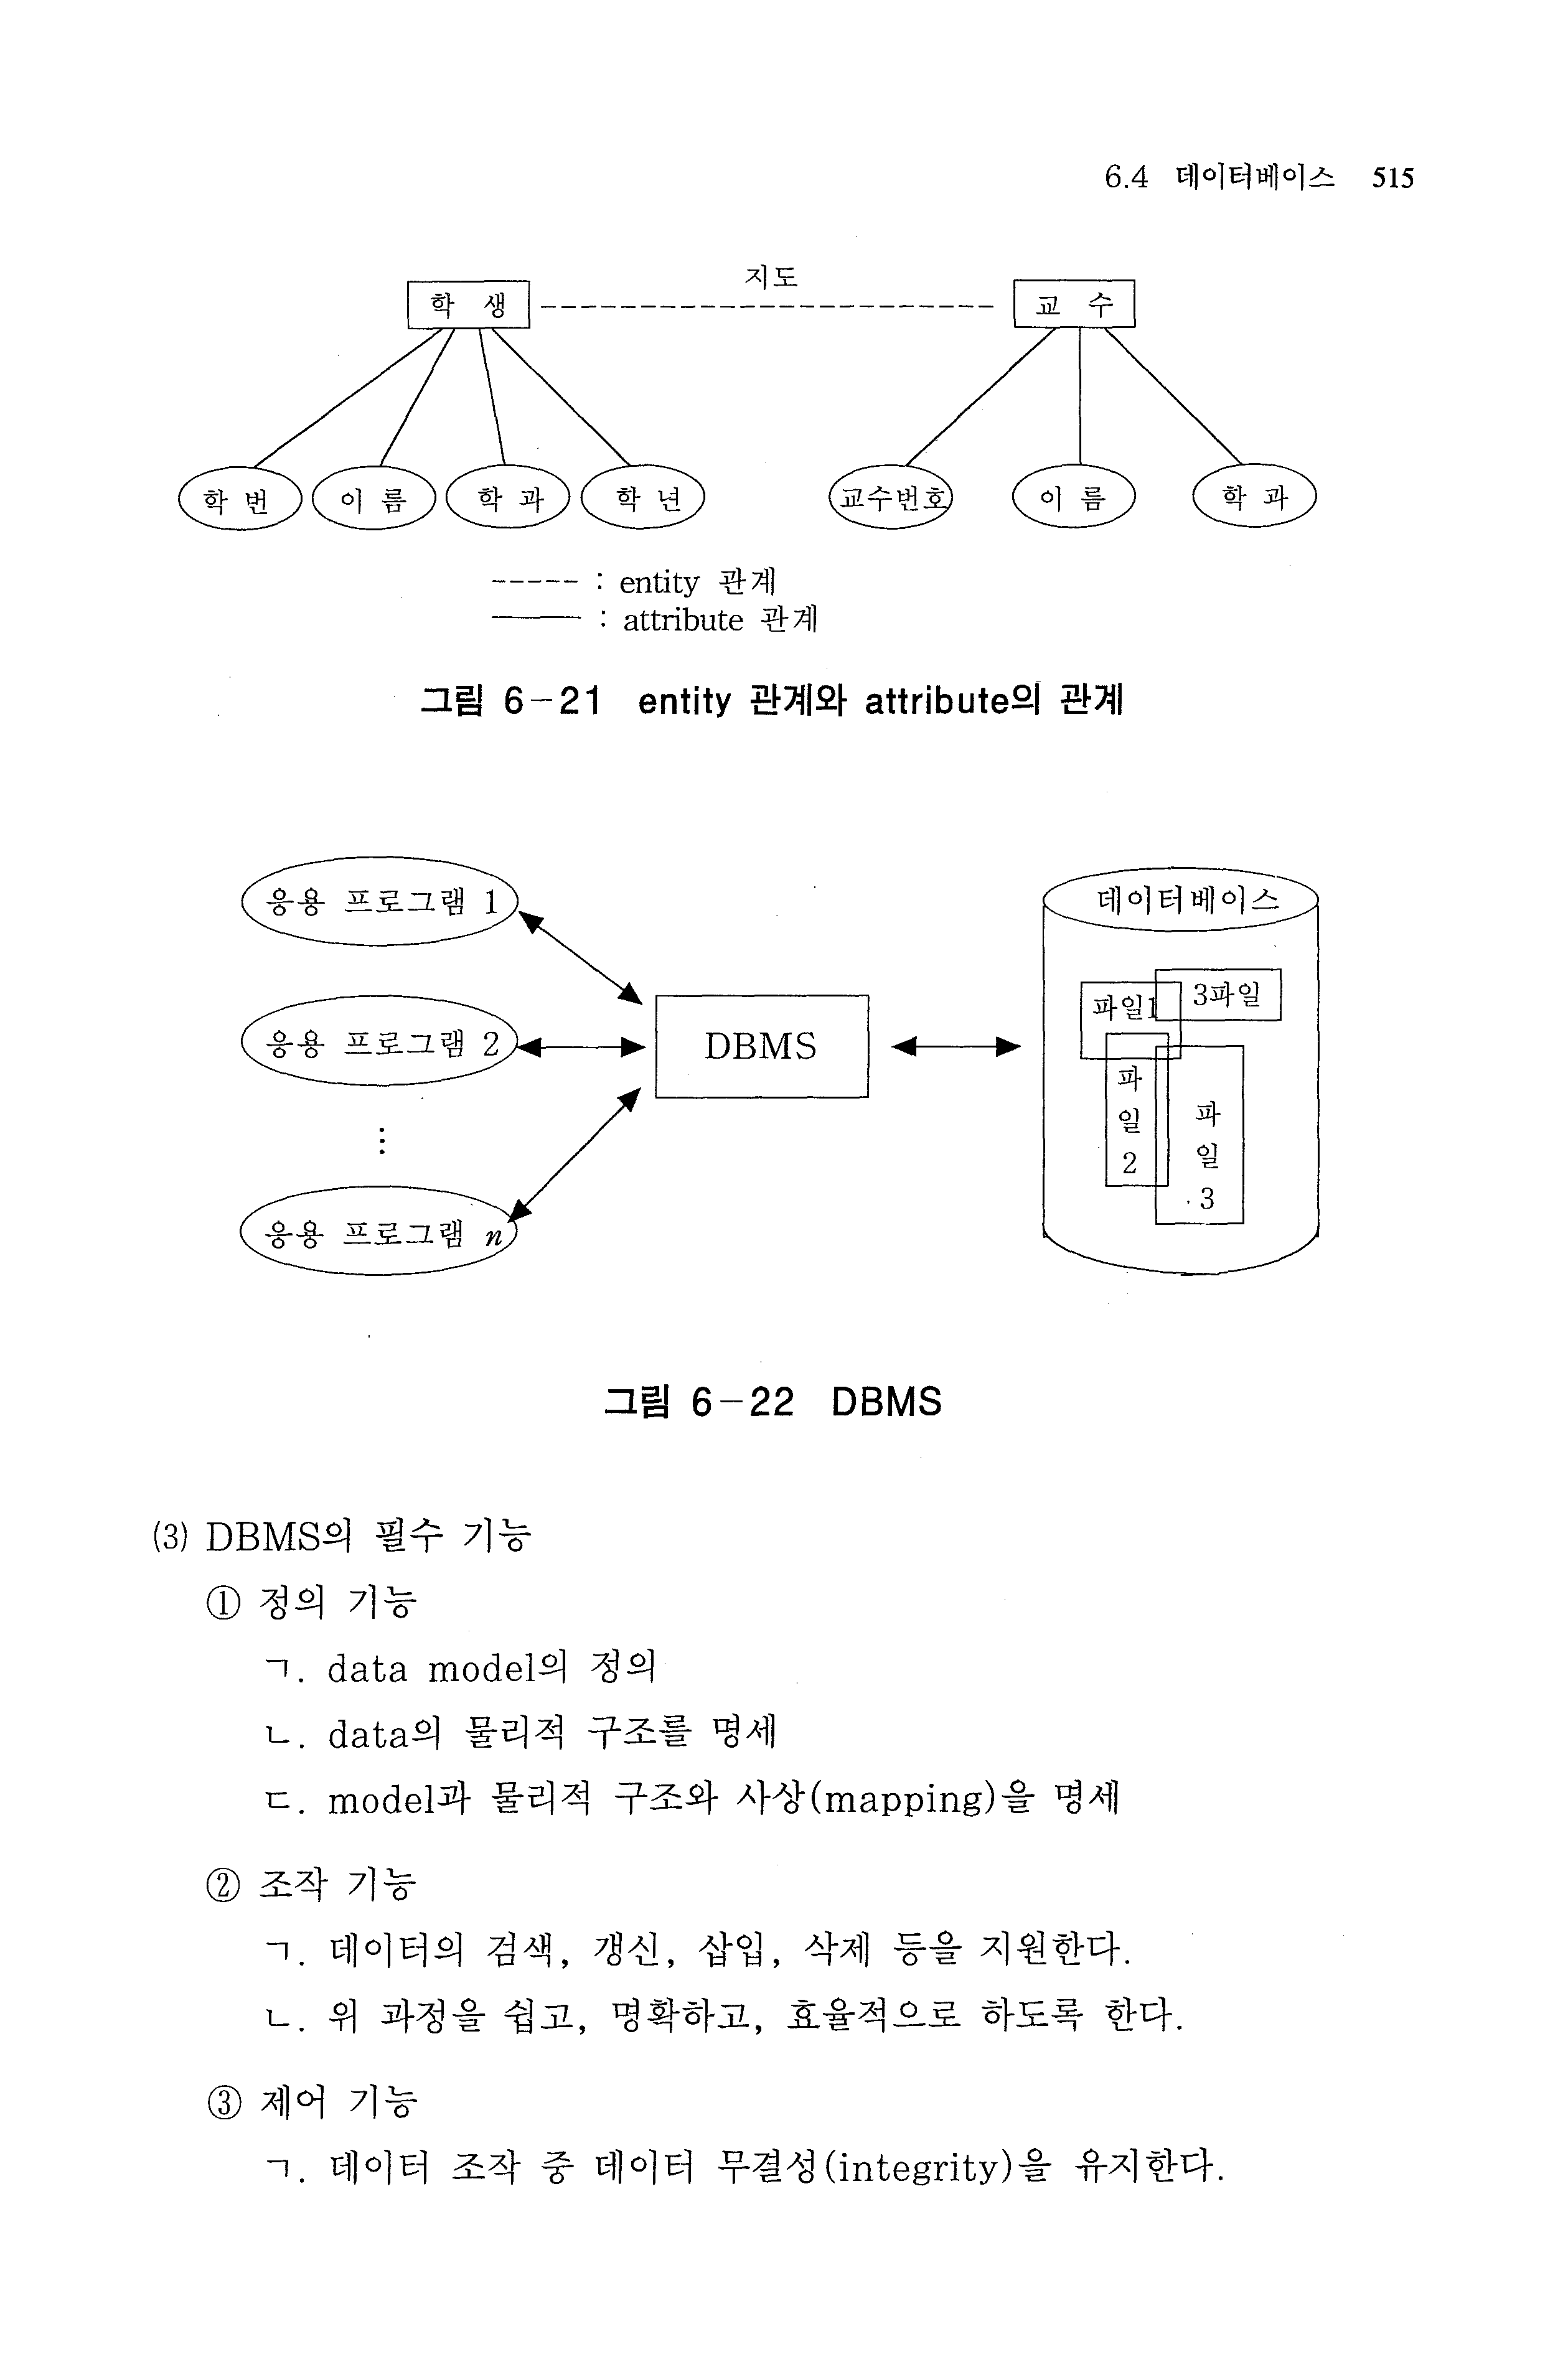 6.4 데이터베이스 515
지도
학 생
교 수
학 번
이 름
학 과
학 년
교수번호
이 름
학 과
----- : entity 관계
——— : attribute 관계
그림 6-21 entity 관계와 attribute의 관계
응용 프로그램 1
데이터베이스
파일1
3파일
응용 프로그램 2
DBMS
파일2
파일3
⋮
응용 프로그램 n
그림 6-22 DBMS
(3) DBMS의 필수 기능
① 정의 기능
ㄱ. data model의 정의
ㄴ. data의 물리적 구조를 명세
ㄷ. model과 물리적 구조와 사상(mapping)을 명세
② 조작 기능
ㄱ. 데이터의 검색, 갱신, 삽입, 삭제 등을 지원한다.
ㄴ. 위 과정을 쉽고, 명확하고, 효율적으로 하도록 한다.
③ 제어 기능
ㄱ. 데이터 조작 중 데이터 무결성(integrity)을 유지한다.